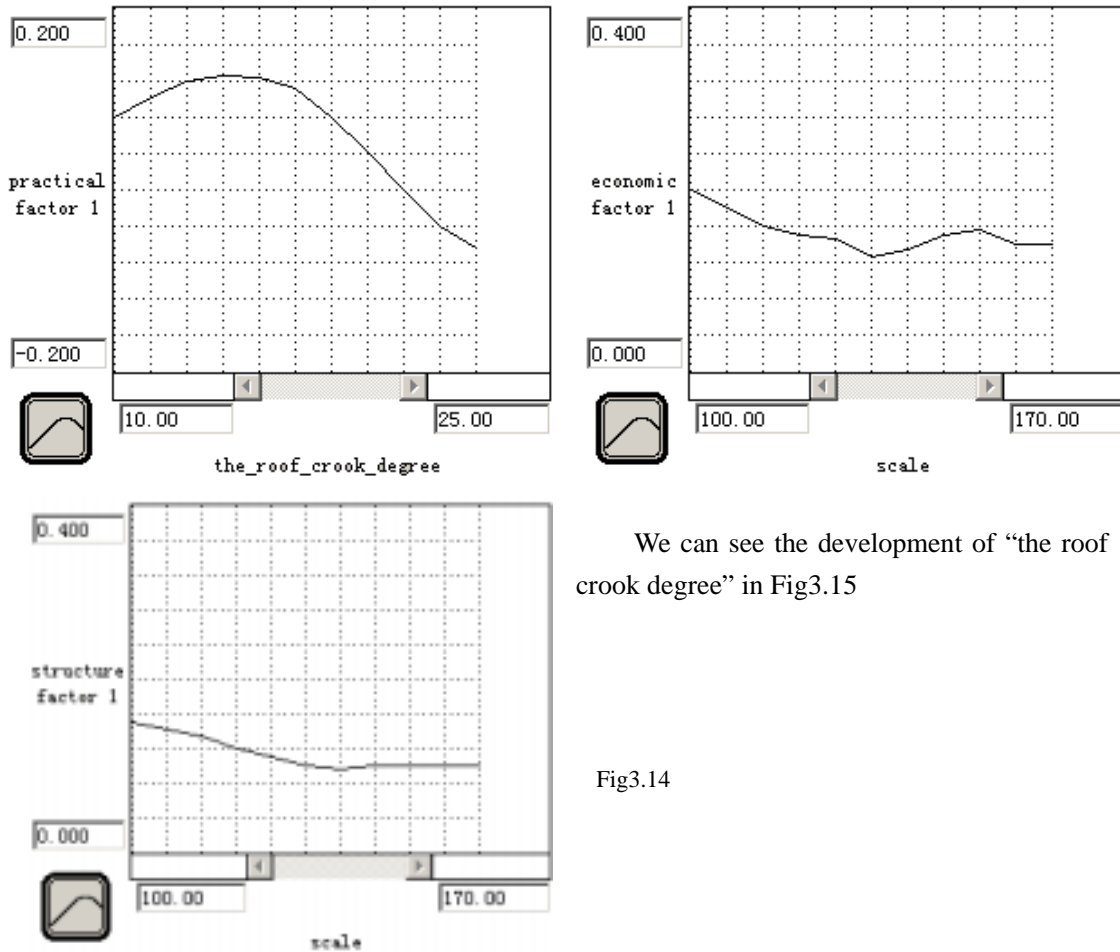 0.200
practical
factor 1
-0.200
10.00
25.00
the_roof_crook_degree
0.400
economic
factor 1
0.000
100.00
170.00
scale
0.400
structure
factor 1
0.000
100.00
170.00
scale
We can see the development of “the roof
crook degree” in Fig3.15
Fig3.14